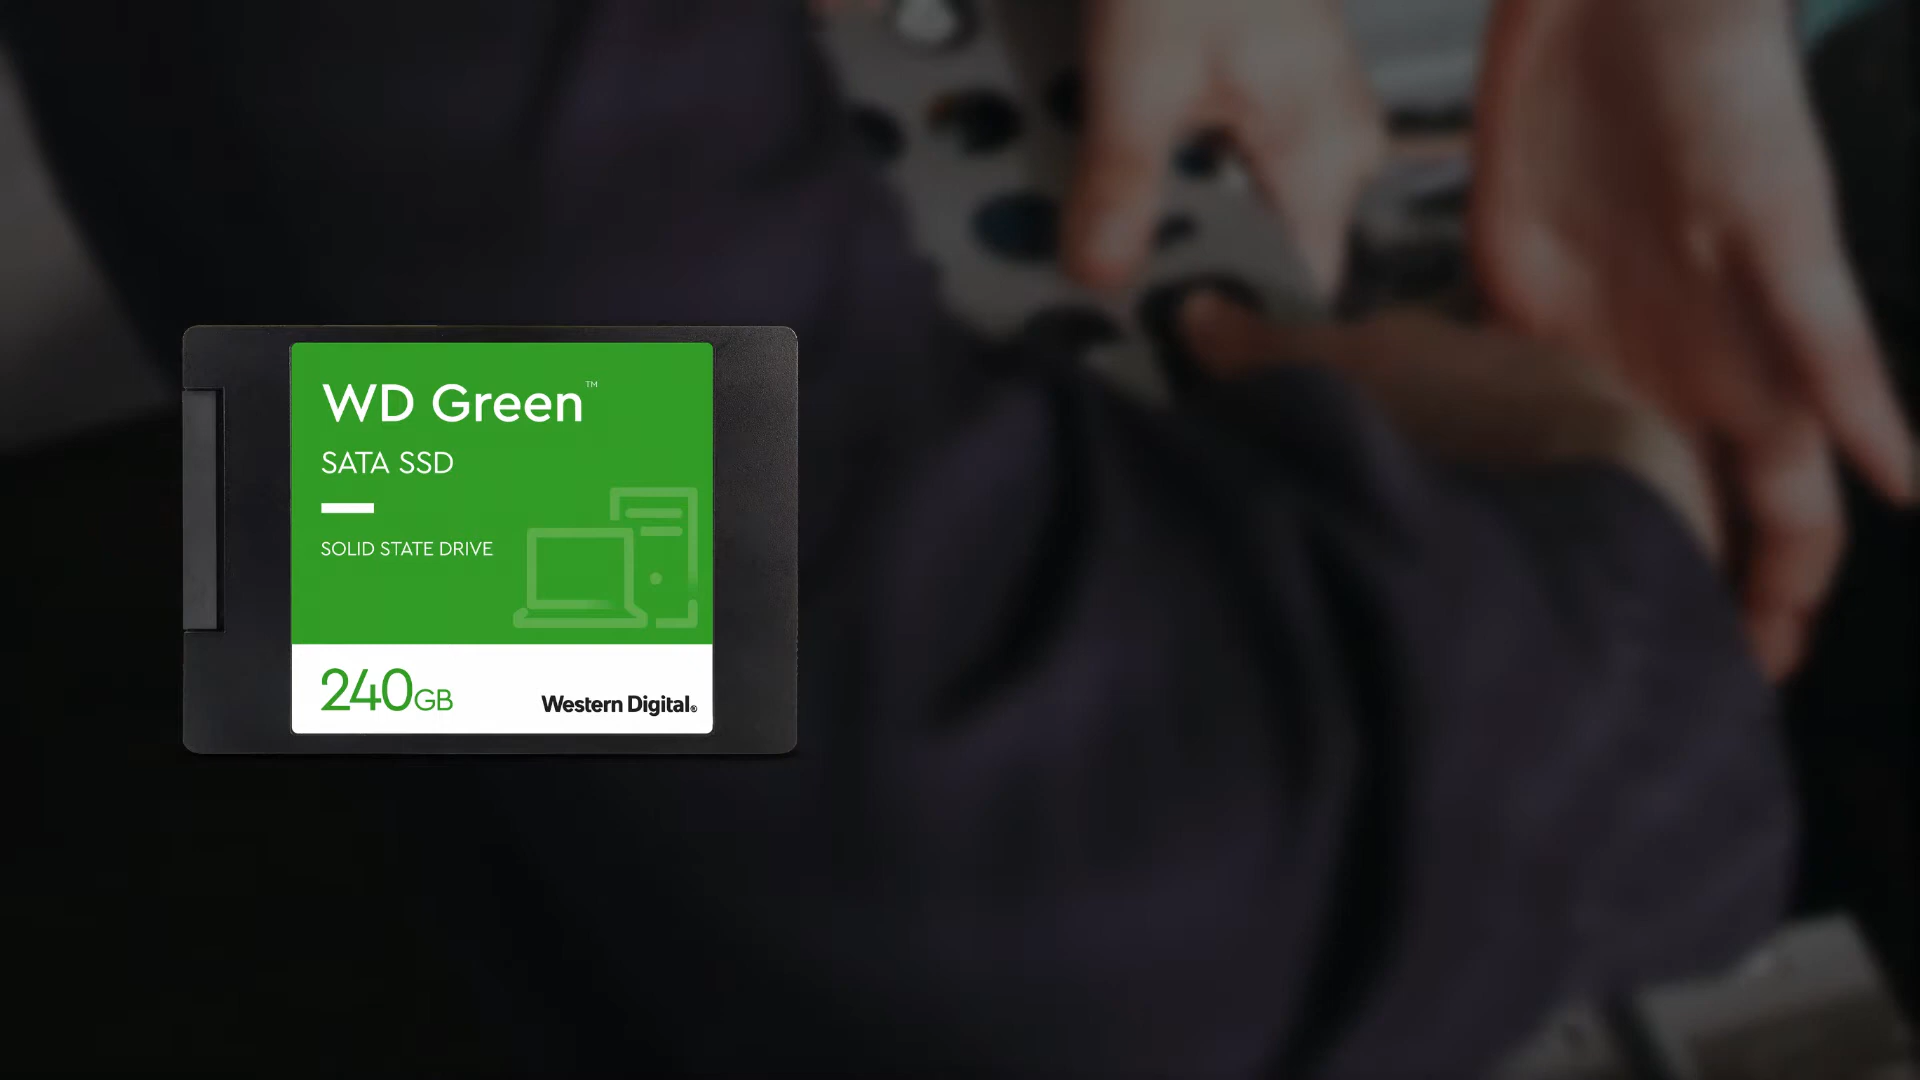 WD Green™
SATA SSD
SOLID STATE DRIVE
240GB
Western Digital®